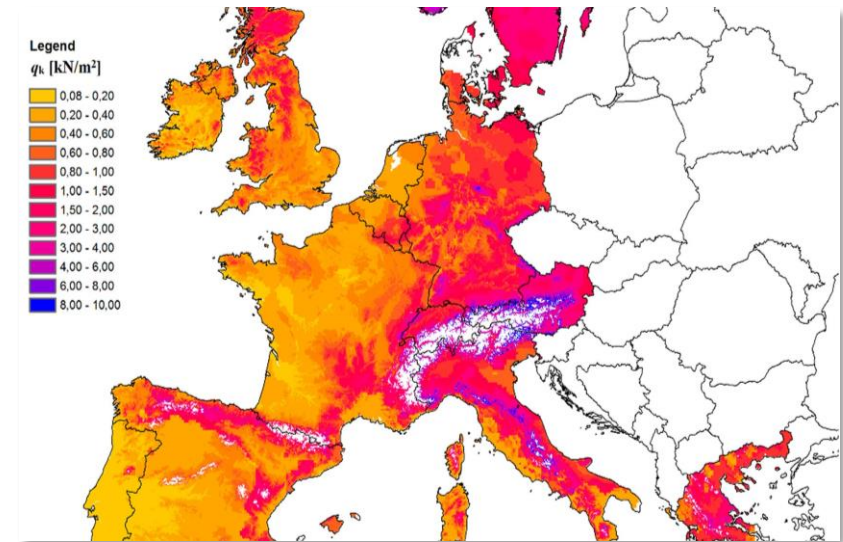 Legend
qk [kN/m²]
0,08 - 0,20
0,20 - 0,40
0,40 - 0,60
0,60 - 0,80
0,80 - 1,00
1,00 - 1,50
1,50 - 2,00
2,00 - 3,00
3,00 - 4,00
4,00 - 6,00
6,00 - 8,00
8,00 - 10,00